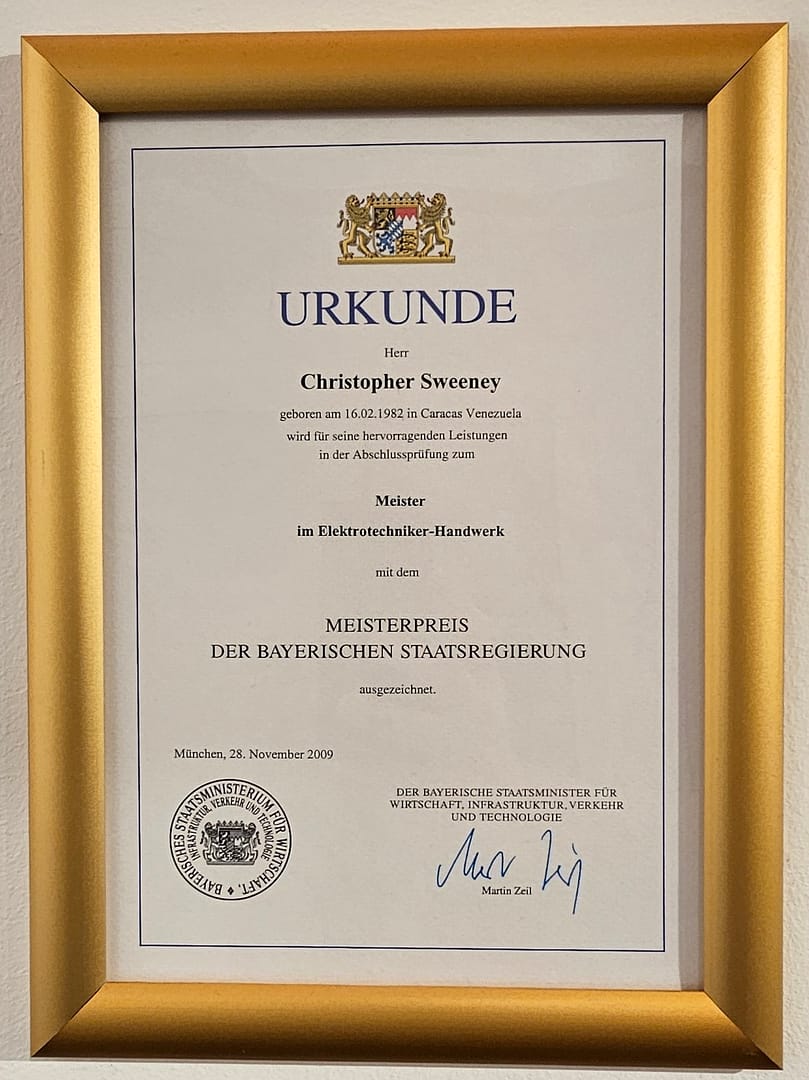 URKUNDE
Herr
Christopher Sweeney
geboren am 16.02.1982 in Caracas Venezuela
wird für seine hervorragenden Leistungen
in der Abschlussprüfung zum
Meister
im Elektrotechniker-Handwerk
mit dem
MEISTERPREIS
DER BAYERISCHEN STAATSREGIERUNG
ausgezeichnet.
München, 28. November 2009
BAYERISCHES STAATSMINISTERIUM FÜR WIRTSCHAFT,
INFRASTRUKTUR, VERKEHR UND TECHNOLOGIE
DER BAYERISCHE STAATSMINISTER FÜR
WIRTSCHAFT, INFRASTRUKTUR, VERKEHR
UND TECHNOLOGIE
Martin Zeil
Martin Zeil